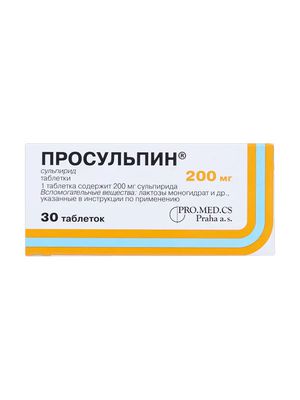 ПРОСУЛЬПИН®
сульпирид
таблетки
200 мг
1 таблетка содержит 200 мг сульпирида
Вспомогательные вещества: лактозы моногидрат и др.,
указанные в инструкции по применению
30 таблеток
PRO.MED.CS
Praha a. s.